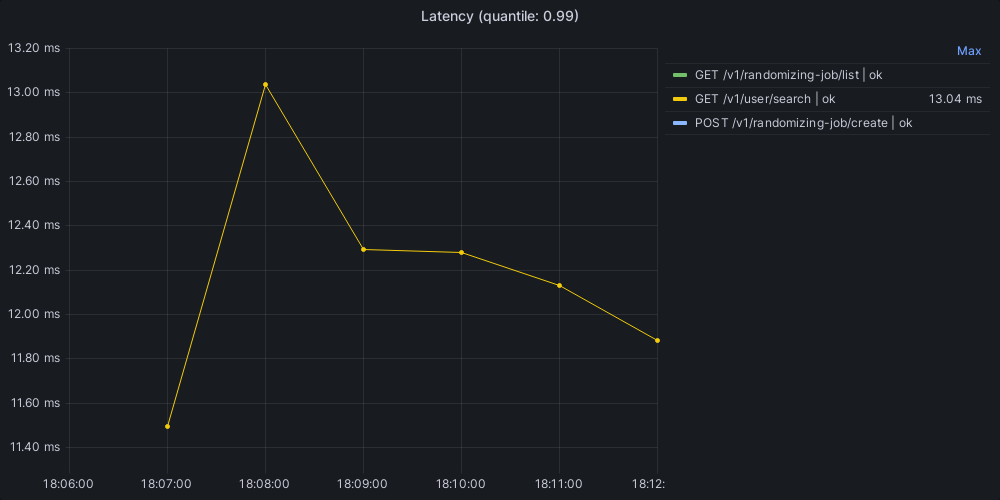 Latency (quantile: 0.99)
13.20 ms
13.00 ms
12.80 ms
12.60 ms
12.40 ms
12.20 ms
12.00 ms
11.80 ms
11.60 ms
11.40 ms
18:06:00
18:07:00
18:08:00
18:09:00
18:10:00
18:11:00
18:12:
Max
GET /v1/randomizing-job/list | ok
GET /v1/user/search | ok 13.04 ms
POST /v1/randomizing-job/create | ok